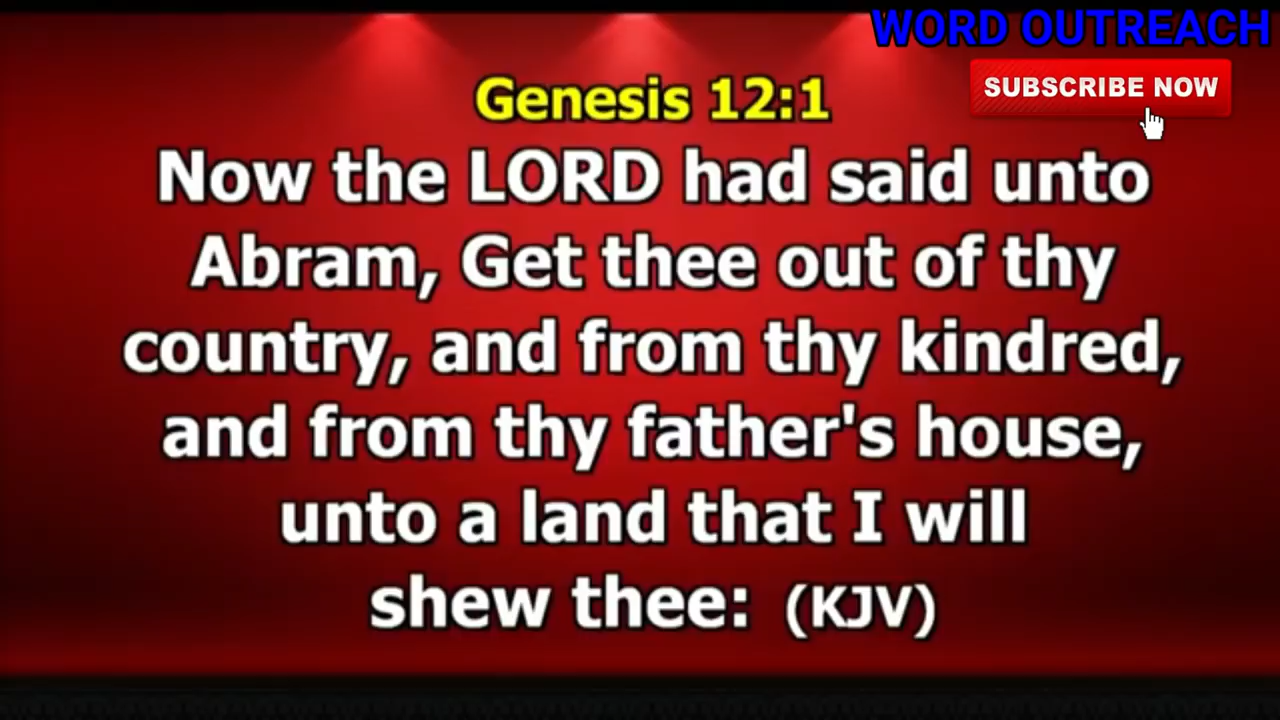 WORD OUTREACH
SUBSCRIBE NOW
Genesis 12:1
Now the LORD had said unto
Abram, Get thee out of thy
country, and from thy kindred,
and from thy father's house,
unto a land that I will
shew thee: (KJV)